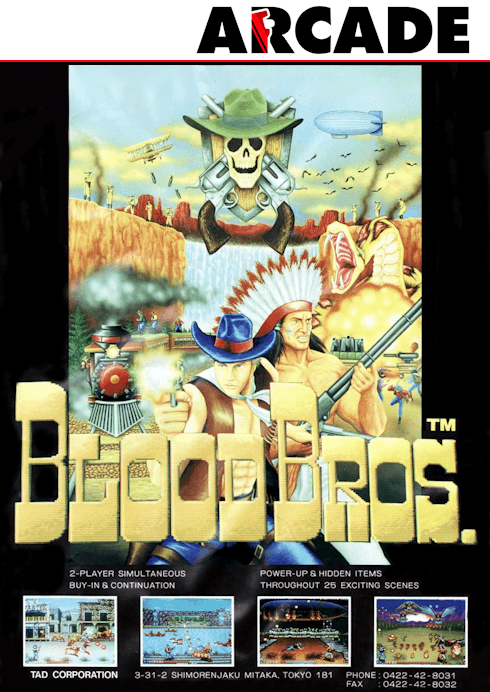 ARCADE
BLOOD BROS.™
2-PLAYER SIMULTANEOUS
BUY-IN & CONTINUATION
POWER-UP & HIDDEN ITEMS
THROUGHOUT 25 EXCITING SCENES
TAD CORPORATION
3-31-2 SHIMORENJAKU MITAKA, TOKYO 181
PHONE : 0422-42-8031
FAX : 0422-42-8032